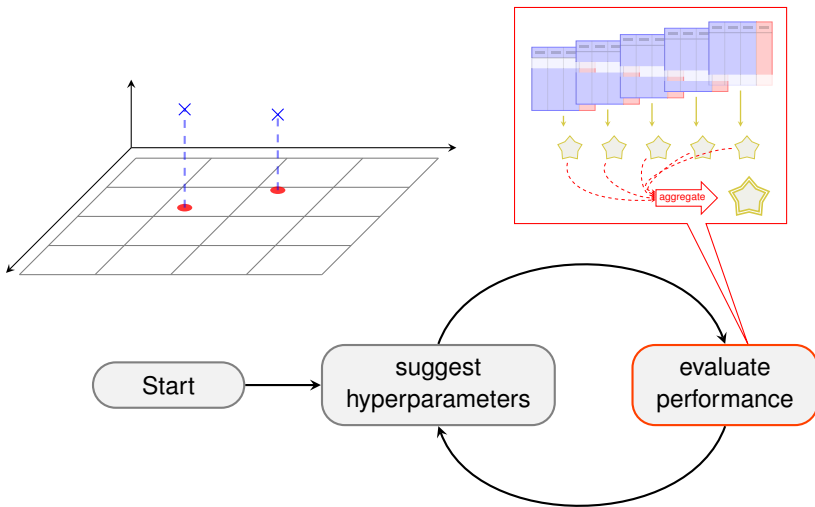 aggregate
Start
suggest
hyperparameters
evaluate
performance